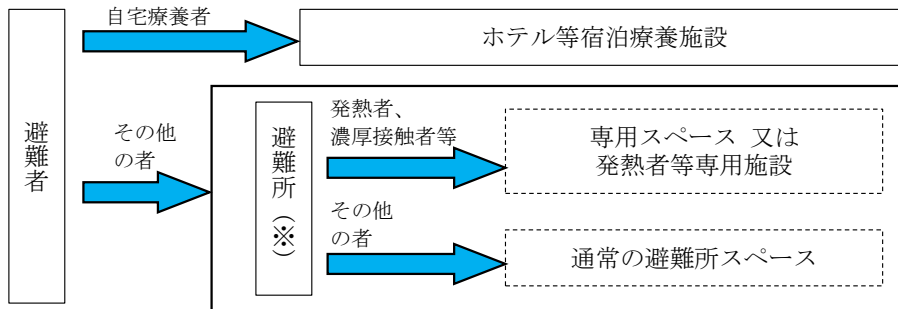 自宅療養者
ホテル等宿泊療養施設
避難者
その他
の者
避難所(※)
発熱者、
濃厚接触者等
専用スペース 又は
発熱者等専用施設
その他
の者
通常の避難所スペース